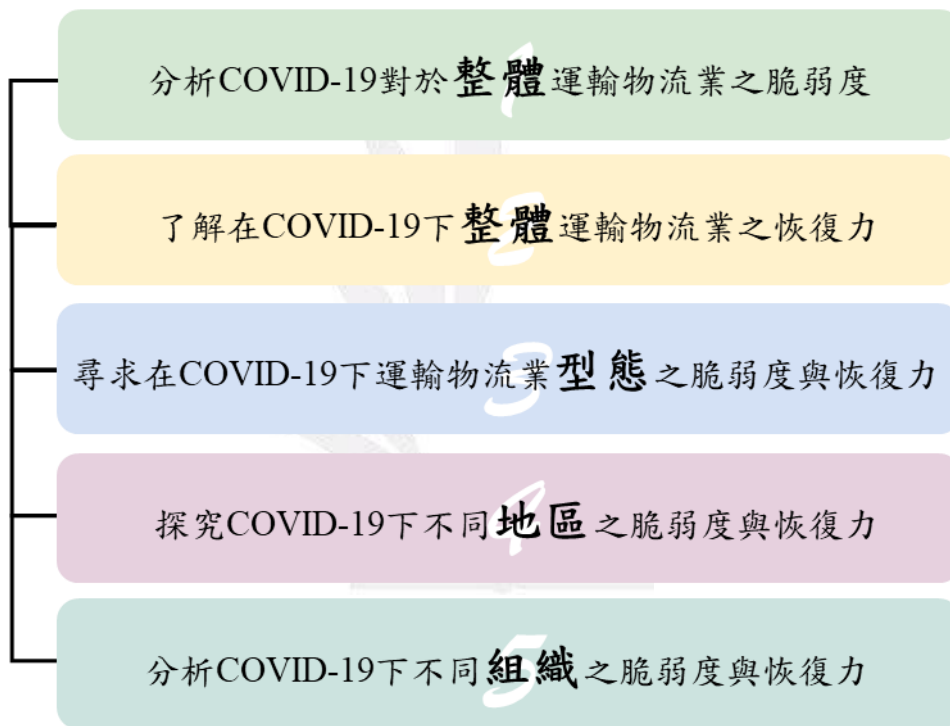 1
分析COVID-19對於整體運輸物流業之脆弱度
2
了解在COVID-19下整體運輸物流業之恢復力
3
尋求在COVID-19下運輸物流業型態之脆弱度與恢復力
4
探究COVID-19下不同地區之脆弱度與恢復力
5
分析COVID-19下不同組織之脆弱度與恢復力